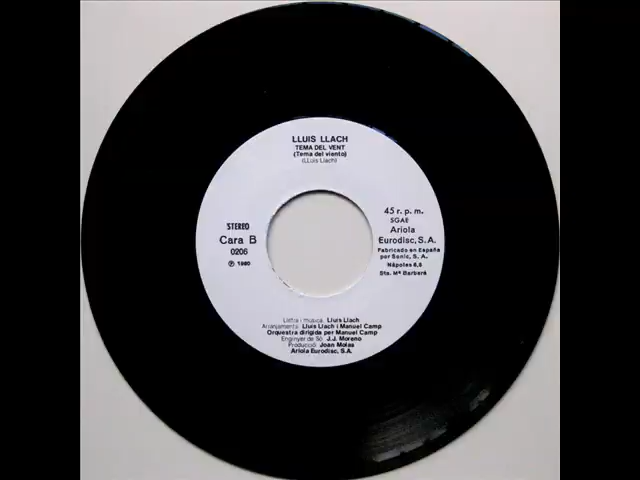 LLUIS LLACH
TEMA DEL VENT
(Tema del viento)
(LLuis Llach)
STEREO
Cara B
0206
℗ 1980
45 r. p. m.
SGAE
Ariola
Eurodisc, S.A.
Fabricado en España
por Sonic, S. A.
Nápoles 6,8
Sta. Mª Barbará
Lletra i música: Lluis Llach
Arranjaments: Lluis Llach i Manuel Camp
Orquestra dirigida per Manuel Camp
Enginyer de Só: J.J. Moreno
Producció: Joan Molas
Ariola Eurodisc, S.A.